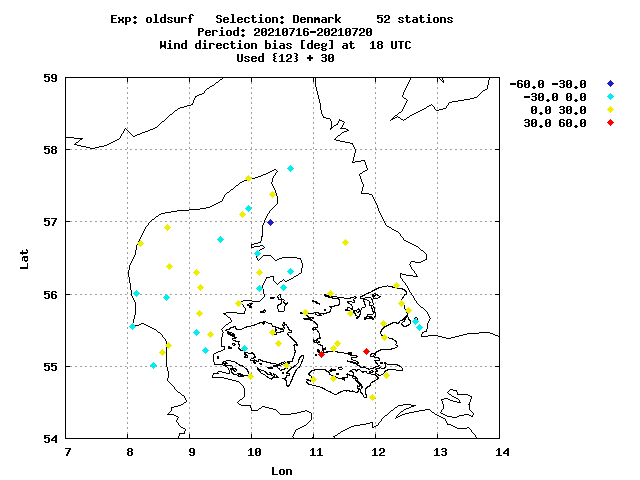 Exp: oldsurf   Selection: Denmark     52 stations
Period: 20210716-20210720
Wind direction bias [deg] at  18 UTC
Used {12} + 30
-60.0 -30.0
-30.0 0.0
0.0 30.0
30.0 60.0
59
58
57
56
55
54
Lat
7 8 9 10 11 12 13 14
Lon